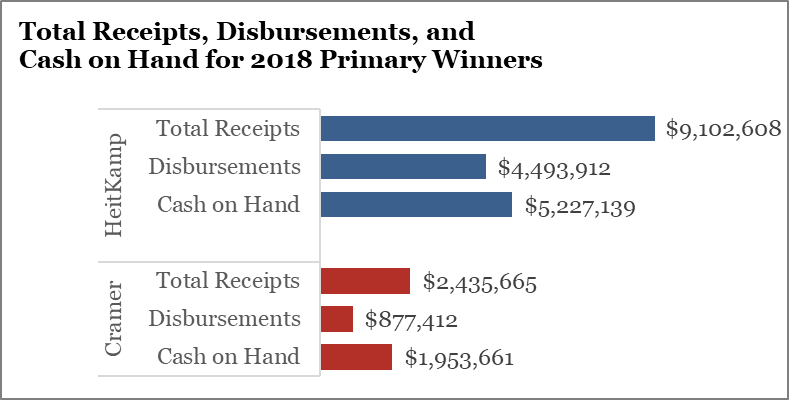 Total Receipts, Disbursements, and
Cash on Hand for 2018 Primary Winners
HeitKamp
Total Receipts $9,102,608
Disbursements $4,493,912
Cash on Hand $5,227,139
Cramer
Total Receipts $2,435,665
Disbursements $877,412
Cash on Hand $1,953,661